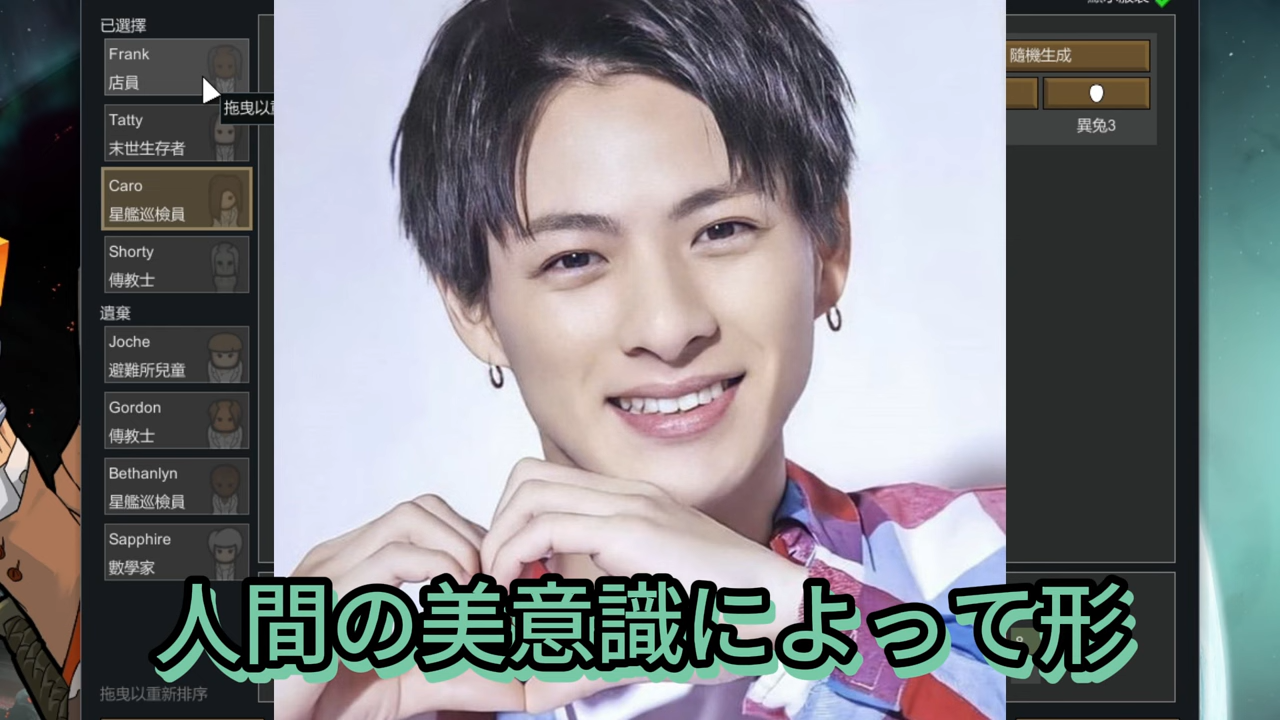 已選擇
Frank
店員
拖曳以重
Tatty
末世生存者
Caro
星艦巡檢員
Shorty
傳教士
遺棄
Joche
避難所兒童
Gordon
傳教士
Bethanlyn
星艦巡檢員
Sapphire
數學家
拖曳以重新排序
隨機生成
異兔3
人間の美意識によって形